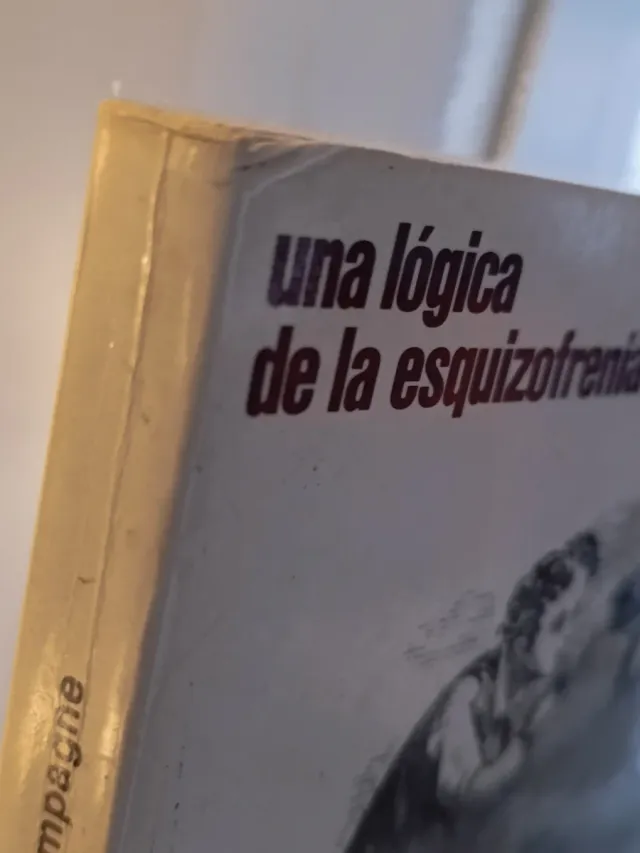 una lógica
de la esquizofrenia
mpagne